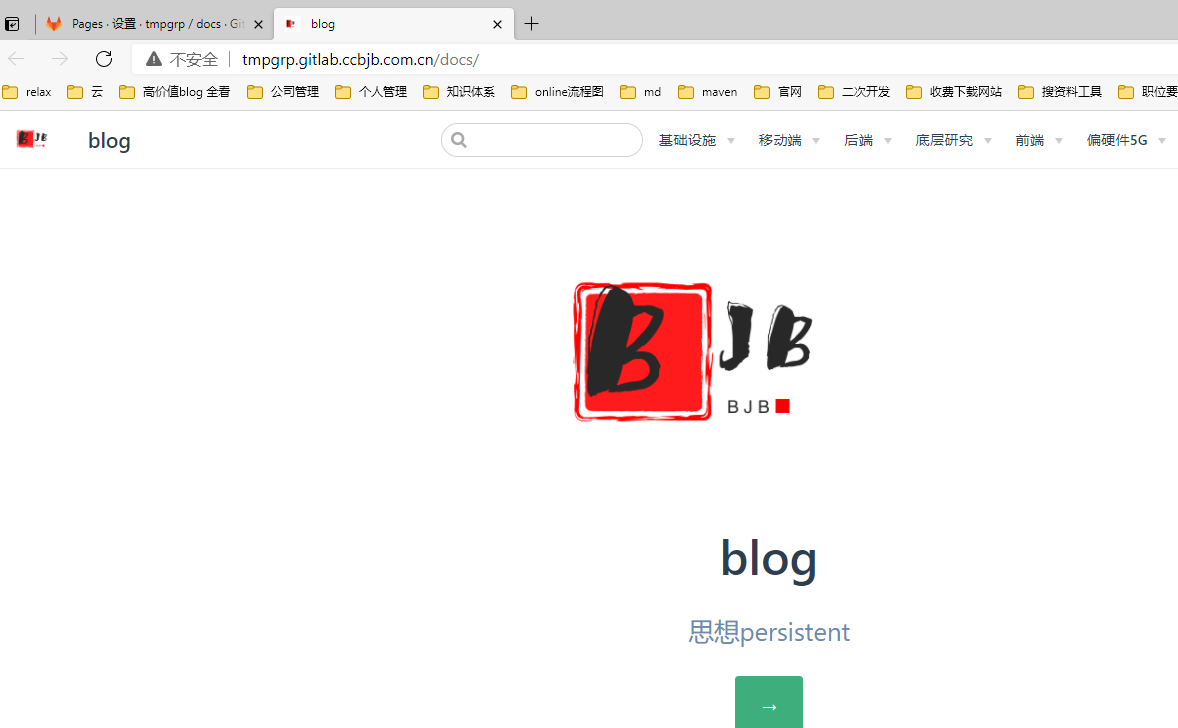 Pages · 设置 · tmpgrp / docs · Git
blog
不安全
tmpgrp.gitlab.ccbjb.com.cn/docs/
relax 云 高价值blog 全看 公司管理 个人管理 知识体系 online流程图 md maven 官网 二次开发 收费下载网站 搜资料工具 职位要
BJB blog 基础设施 移动端 后端 底层研究 前端 偏硬件5G
B J B
BJB
blog
思想persistent
→